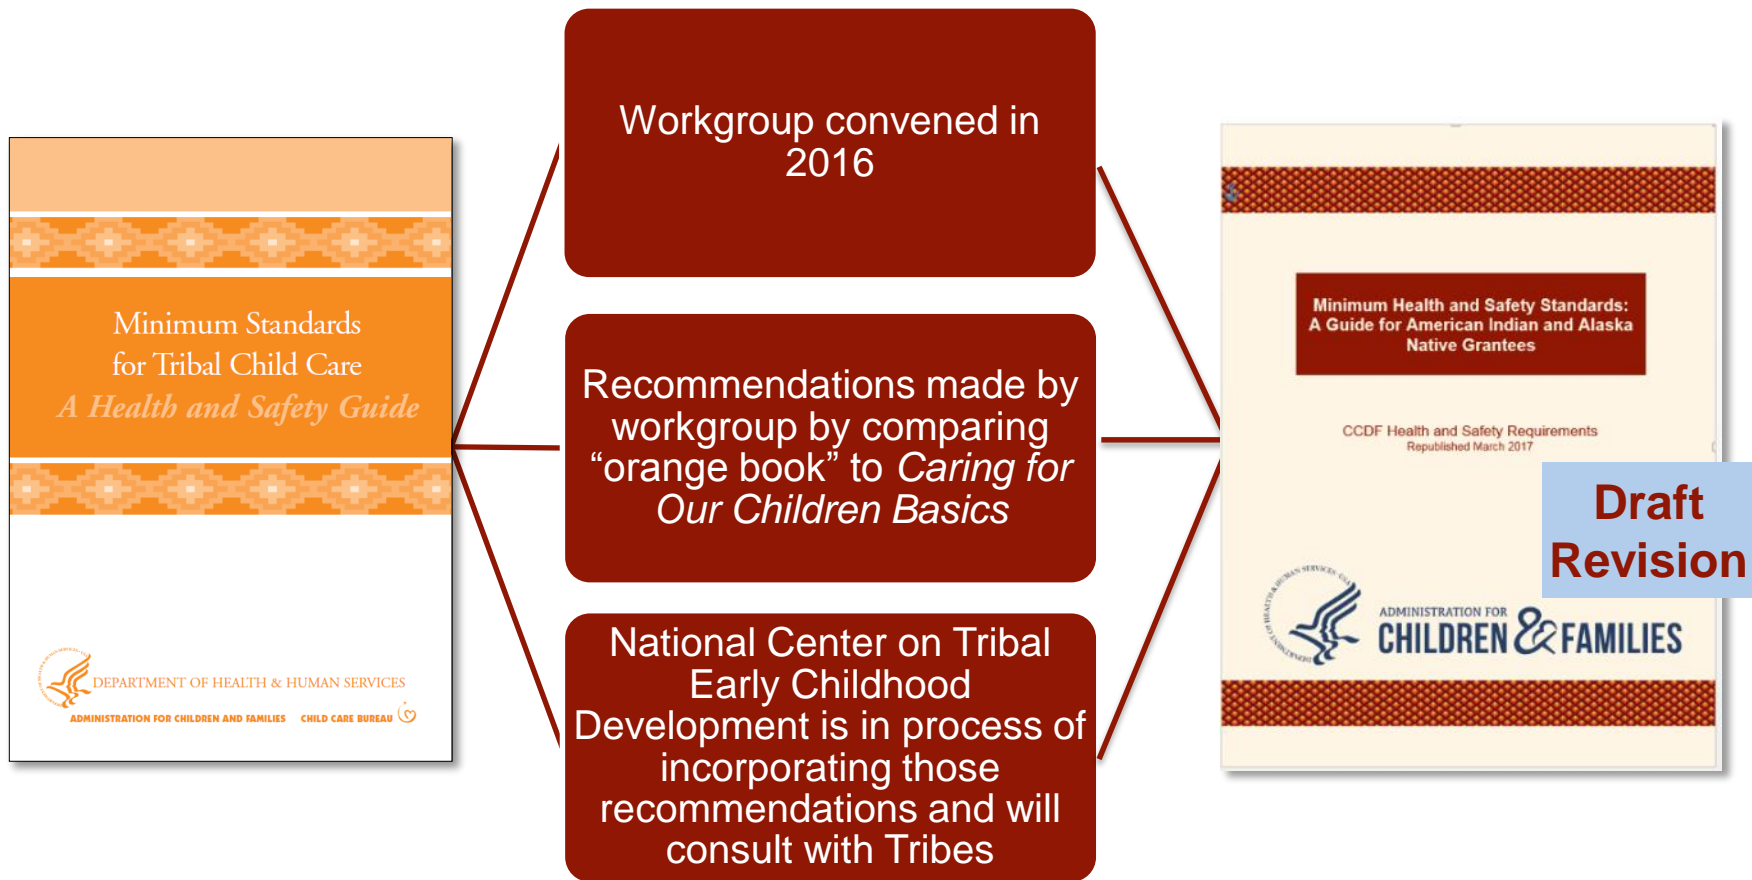 Minimum Standards
for Tribal Child Care
A Health and Safety Guide
DEPARTMENT OF HEALTH & HUMAN SERVICES
ADMINISTRATION FOR CHILDREN AND FAMILIES CHILD CARE BUREAU
Workgroup convened in
2016
Recommendations made by
workgroup by comparing
“orange book” to Caring for
Our Children Basics
National Center on Tribal
Early Childhood
Development is in process of
incorporating those
recommendations and will
consult with Tribes
Minimum Health and Safety Standards:
A Guide for American Indian and Alaska
Native Grantees
CCDF Health and Safety Requirements
Republished March 2017
Draft
Revision
ADMINISTRATION FOR
CHILDREN & FAMILIES